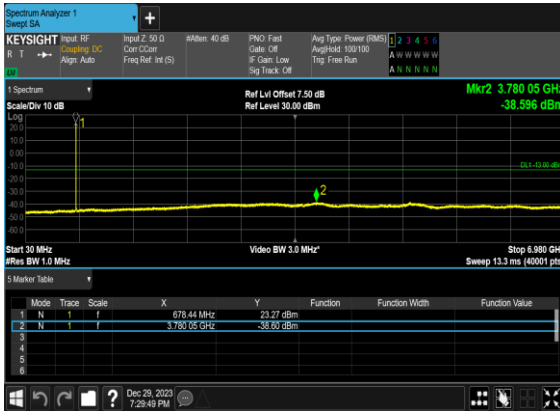 Spectrum Analyzer 1
Swept SA
+
KEYSIGHT Input: RF Input Z: 50 Ω #Atten: 40 dB PNO: Fast Avg Type: Power (RMS) 1 2 3 4 5 6
R T Coupling: DC Corr CCorr Gate: Off Avg|Hold: 100/100 A W W W W W
Align: Auto Freq Ref: Int (S) IF Gain: Low Trig: Free Run
Sig Track: Off A N N N N N
1 Spectrum Ref Lvl Offset 7.50 dB Mkr2 3.780 05 GHz
Scale/Div 10 dB Ref Level 30.00 dBm -38.596 dBm
Log
20.0
10.0
0.00
-10.0
-20.0
-30.0
-40.0
-50.0
-60.0
1
2
DL1 -13.00 dBm
Start 30 MHz Video BW 3.0 MHz* Stop 6.980 GHz
#Res BW 1.0 MHz Sweep 13.3 ms (40001 pts)
5 Marker Table
Mode Trace Scale X Y Function Function Width Function Value
1 N 1 f 678.44 MHz 23.27 dBm
2 N 1 f 3.780 05 GHz -38.60 dBm
3
4
5
6
? Dec 29, 2023
7:29:49 PM